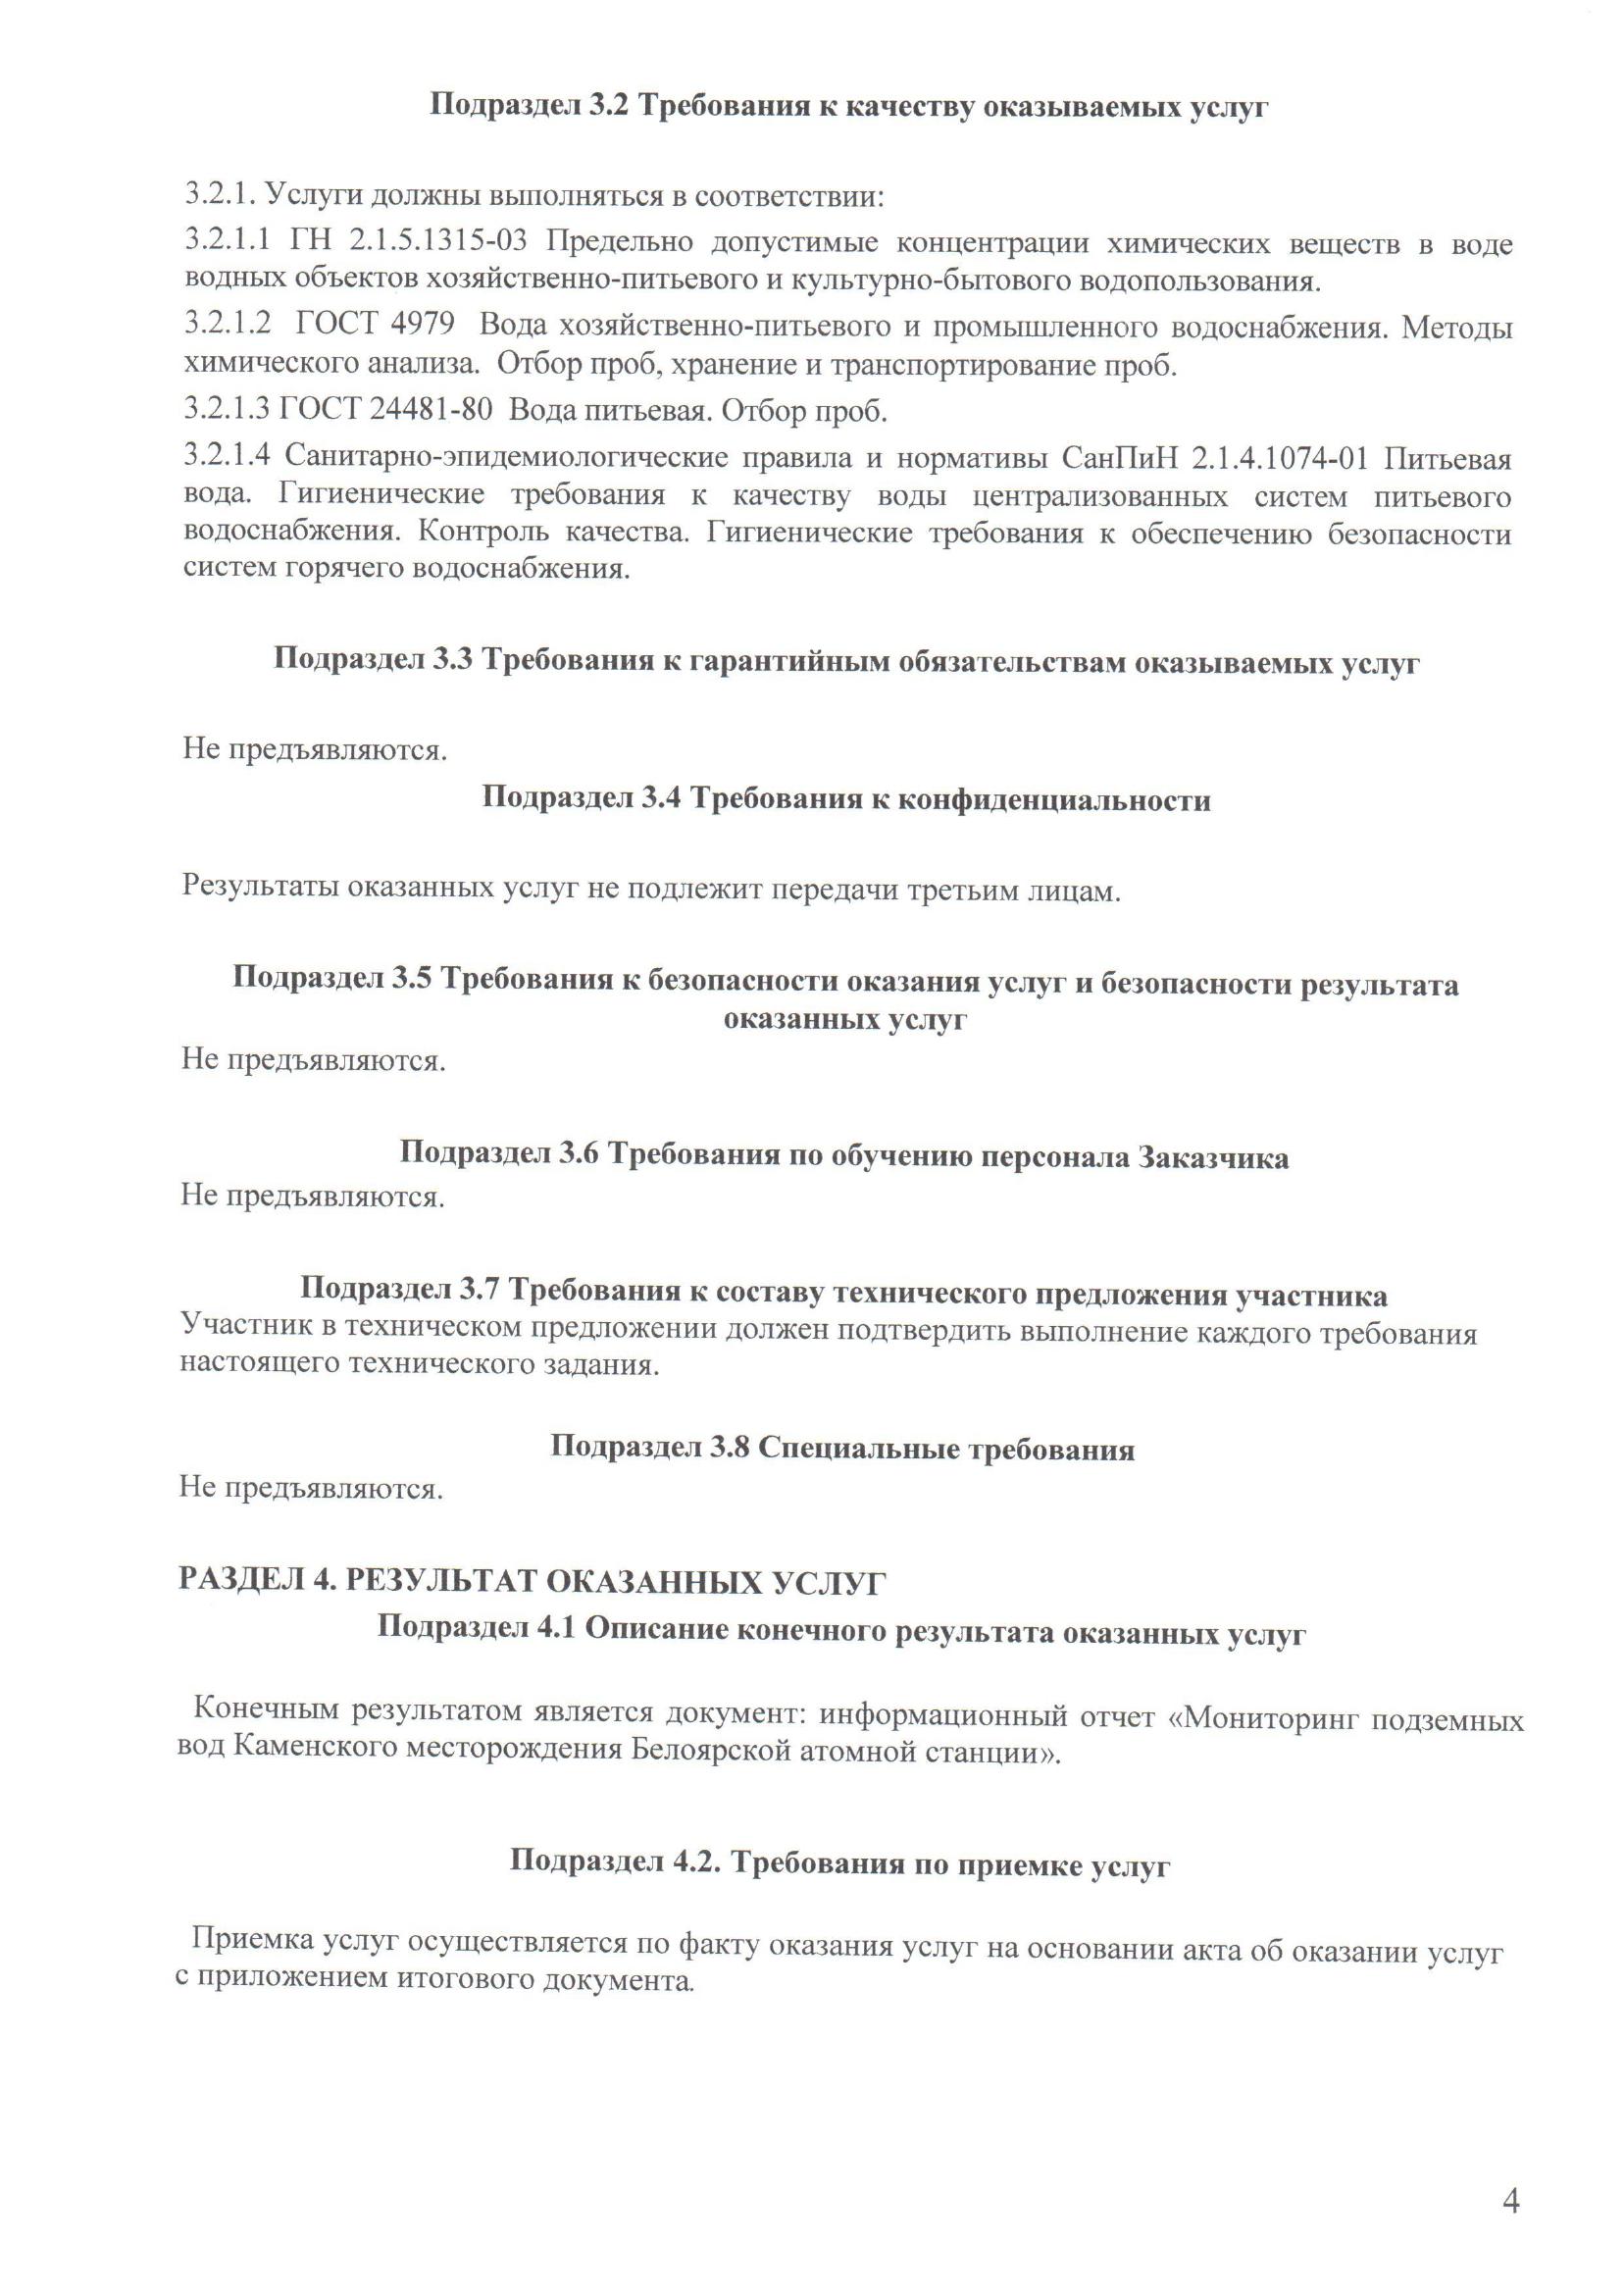 Подраздел 3.2 Требования к качеству оказываемых услуг
3.2.1. Услуги должны выполняться в соответствии:
3.2.1.1 ГН 2.1.5.1315-03 Предельно допустимые концентрации химических веществ в воде
водных объектов хозяйственно-питьевого и культурно-бытового водопользования.
3.2.1.2 ГОСТ 4979 Вода хозяйственно-питьевого и промышленного водоснабжения. Методы
химического анализа. Отбор проб, хранение и транспортирование проб.
3.2.1.3 ГОСТ 24481-80 Вода питьевая. Отбор проб.
3.2.1.4 Санитарно-эпидемиологические правила и нормативы СанПиН 2.1.4.1074-01 Питьевая
вода. Гигиенические требования к качеству воды централизованных систем питьевого
водоснабжения. Контроль качества. Гигиенические требования к обеспечению безопасности
систем горячего водоснабжения.
Подраздел 3.3 Требования к гарантийным обязательствам оказываемых услуг
Не предъявляются.
Подраздел 3.4 Требования к конфиденциальности
Результаты оказанных услуг не подлежит передачи третьим лицам.
Подраздел 3.5 Требования к безопасности оказания услуг и безопасности результата
оказанных услуг
Не предъявляются.
Подраздел 3.6 Требования по обучению персонала Заказчика
Не предъявляются.
Подраздел 3.7 Требования к составу технического предложения участника
Участник в техническом предложении должен подтвердить выполнение каждого требования
настоящего технического задания.
Подраздел 3.8 Специальные требования
Не предъявляются.
РАЗДЕЛ 4. РЕЗУЛЬТАТ ОКАЗАННЫХ УСЛУГ
Подраздел 4.1 Описание конечного результата оказанных услуг
Конечным результатом является документ: информационный отчет «Мониторинг подземных
вод Каменского месторождения Белоярской атомной станции».
Подраздел 4.2. Требования по приемке услуг
Приемка услуг осуществляется по факту оказания услуг на основании акта об оказании услуг
с приложением итогового документа.
4